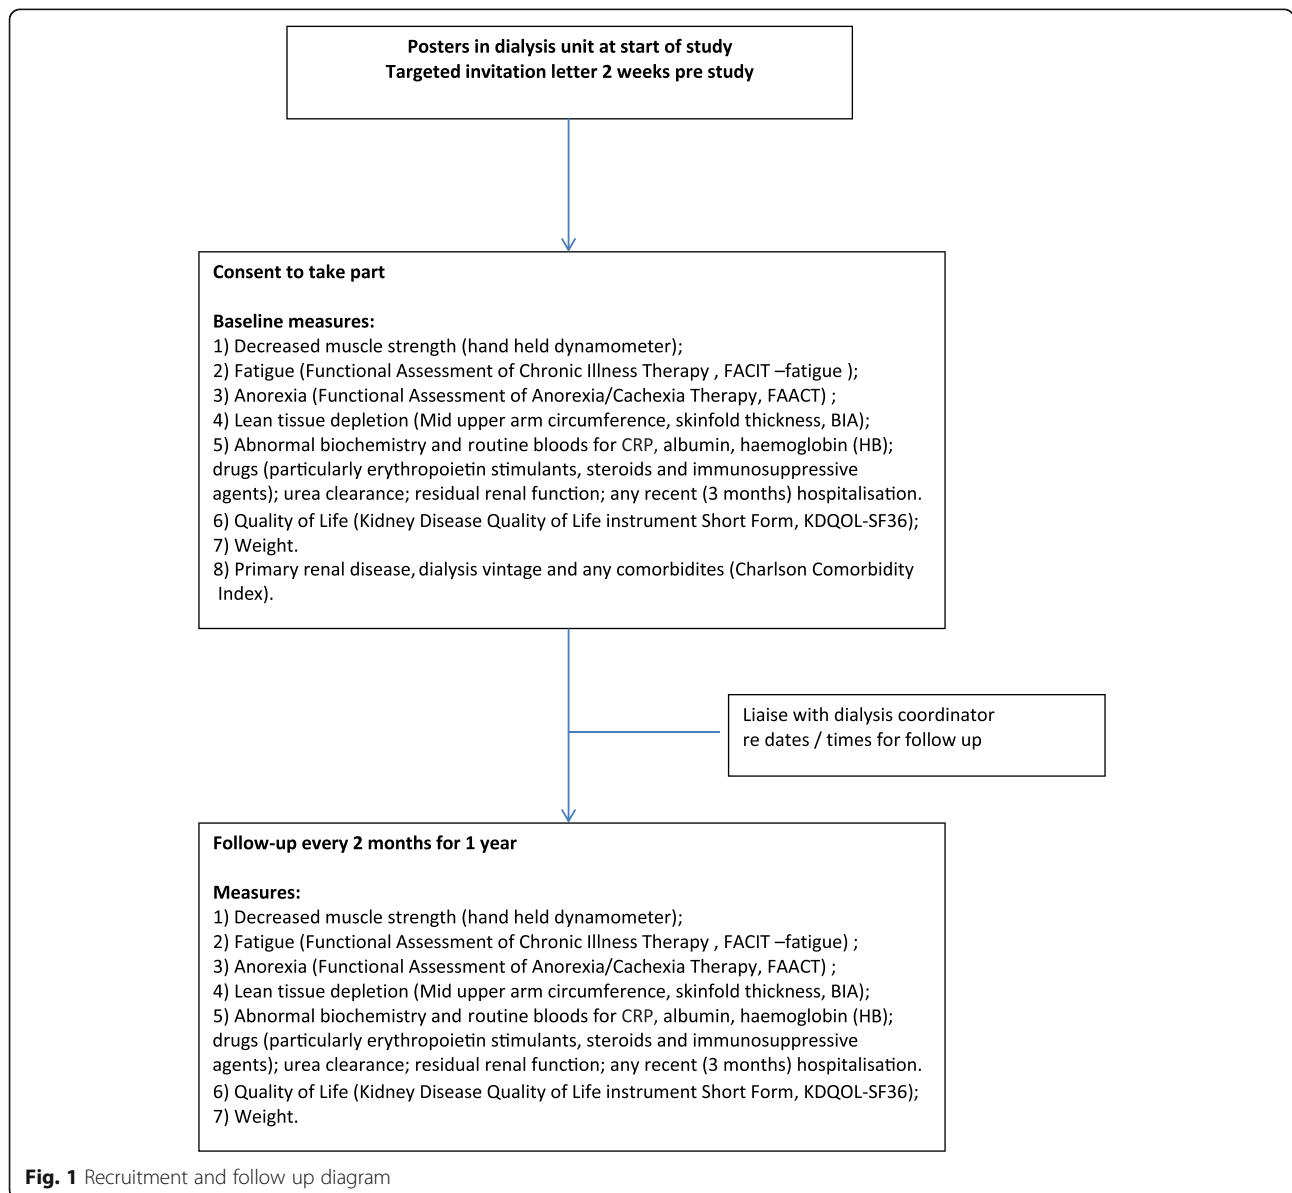 Posters in dialysis unit at start of study
Targeted invitation letter 2 weeks pre study
Consent to take part
Baseline measures:
1) Decreased muscle strength (hand held dynamometer);
2) Fatigue (Functional Assessment of Chronic Illness Therapy , FACIT –fatigue );
3) Anorexia (Functional Assessment of Anorexia/Cachexia Therapy, FAACT) ;
4) Lean tissue depletion (Mid upper arm circumference, skinfold thickness, BIA);
5) Abnormal biochemistry and routine bloods for CRP, albumin, haemoglobin (HB);
drugs (particularly erythropoietin stimulants, steroids and immunosuppressive
agents); urea clearance; residual renal function; any recent (3 months) hospitalisation.
6) Quality of Life (Kidney Disease Quality of Life instrument Short Form, KDQOL-SF36);
7) Weight.
8) Primary renal disease, dialysis vintage and any comorbidites (Charlson Comorbidity
Index).
Liaise with dialysis coordinator
re dates / times for follow up
Follow-up every 2 months for 1 year
Measures:
1) Decreased muscle strength (hand held dynamometer);
2) Fatigue (Functional Assessment of Chronic Illness Therapy , FACIT –fatigue) ;
3) Anorexia (Functional Assessment of Anorexia/Cachexia Therapy, FAACT) ;
4) Lean tissue depletion (Mid upper arm circumference, skinfold thickness, BIA);
5) Abnormal biochemistry and routine bloods for CRP, albumin, haemoglobin (HB);
drugs (particularly erythropoietin stimulants, steroids and immunosuppressive
agents); urea clearance; residual renal function; any recent (3 months) hospitalisation.
6) Quality of Life (Kidney Disease Quality of Life instrument Short Form, KDQOL-SF36);
7) Weight.
Fig. 1 Recruitment and follow up diagram